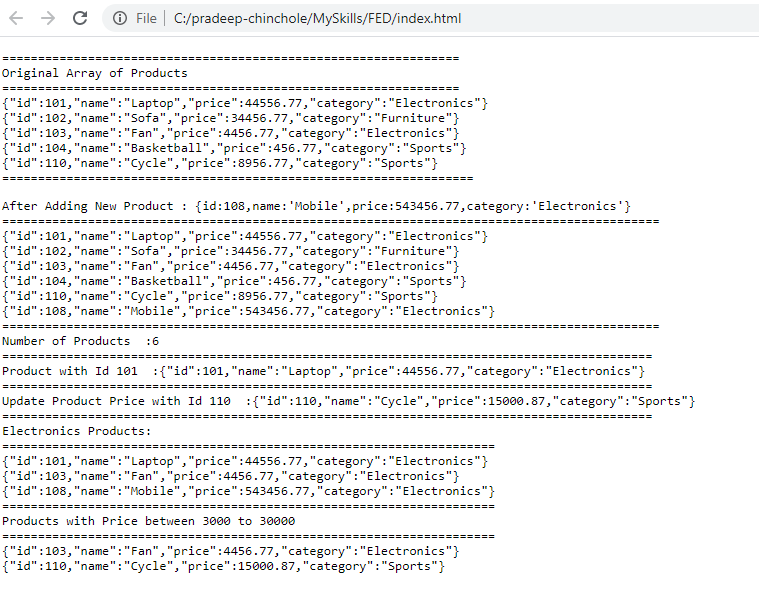 File | C:/pradeep-chinchole/MySkills/FED/index.html
================================================================
Original Array of Products
================================================================
{"id":101,"name":"Laptop","price":44556.77,"category":"Electronics"}
{"id":102,"name":"Sofa","price":34456.77,"category":"Furniture"}
{"id":103,"name":"Fan","price":4456.77,"category":"Electronics"}
{"id":104,"name":"Basketball","price":456.77,"category":"Sports"}
{"id":110,"name":"Cycle","price":8956.77,"category":"Sports"}
==================================================================
After Adding New Product : {id:108,name:'Mobile',price:543456.77,category:'Electronics'}
============================================================================================
{"id":101,"name":"Laptop","price":44556.77,"category":"Electronics"}
{"id":102,"name":"Sofa","price":34456.77,"category":"Furniture"}
{"id":103,"name":"Fan","price":4456.77,"category":"Electronics"}
{"id":104,"name":"Basketball","price":456.77,"category":"Sports"}
{"id":110,"name":"Cycle","price":8956.77,"category":"Sports"}
{"id":108,"name":"Mobile","price":543456.77,"category":"Electronics"}
============================================================================================
Number of Products  :6
===========================================================================================
Product with Id 101  :{"id":101,"name":"Laptop","price":44556.77,"category":"Electronics"}
===========================================================================================
Update Product Price with Id 110  :{"id":110,"name":"Cycle","price":15000.87,"category":"Sports"}
===========================================================================================
Electronics Products:
=====================================================================
{"id":101,"name":"Laptop","price":44556.77,"category":"Electronics"}
{"id":103,"name":"Fan","price":4456.77,"category":"Electronics"}
{"id":108,"name":"Mobile","price":543456.77,"category":"Electronics"}
=====================================================================
Products with Price between 3000 to 30000
=====================================================================
{"id":103,"name":"Fan","price":4456.77,"category":"Electronics"}
{"id":110,"name":"Cycle","price":15000.87,"category":"Sports"}